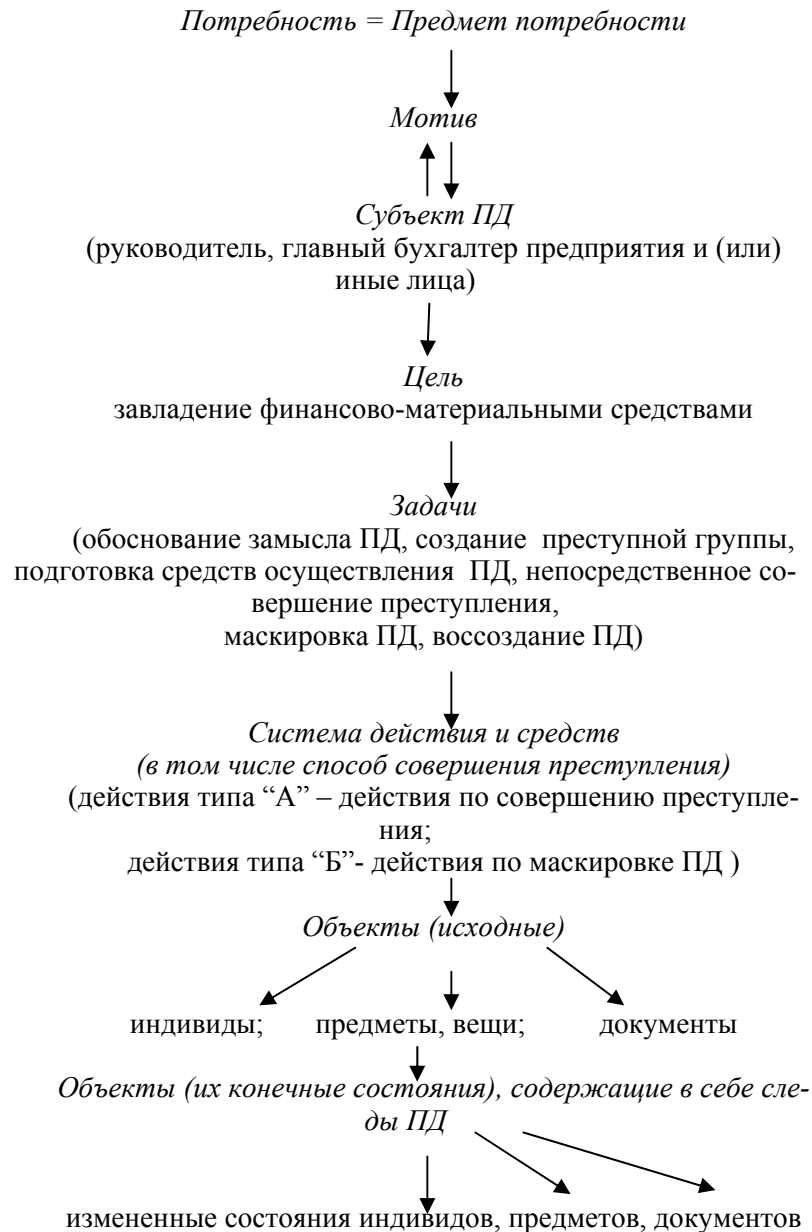 Потребность = Предмет потребности
Мотив
Субъект ПД
(руководитель, главный бухгалтер предприятия и (или)
иные лица)
Цель
завладение финансово-материальными средствами
Задачи
(обоснование замысла ПД, создание преступной группы,
подготовка средств осуществления ПД, непосредственное со-
вершение преступления,
маскировка ПД, воссоздание ПД)
Система действия и средств
(в том числе способ совершения преступления)
(действия типа “А” – действия по совершению преступле-
ния;
действия типа “Б”- действия по маскировке ПД )
Объекты (исходные)
индивиды; предметы, вещи; документы
Объекты (их конечные состояния), содержащие в себе сле-
ды ПД
измененные состояния индивидов, предметов, документов